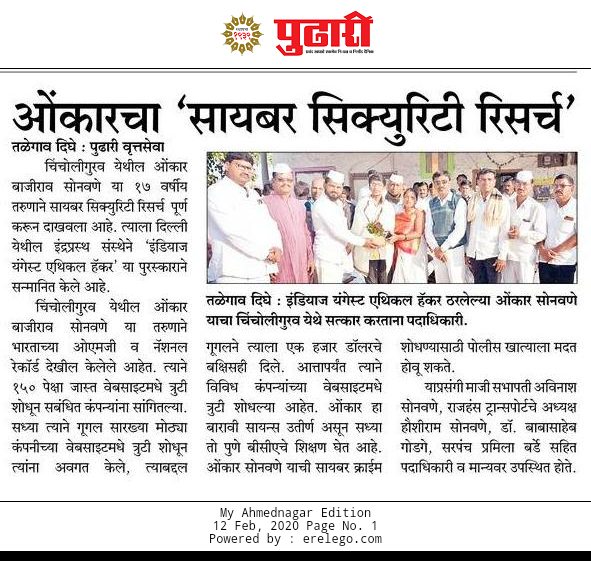 पुढारी
ओंकारचा ‘सायबर सिक्युरिटी रिसर्च’
तळेगाव दिघे : पुढारी वृत्तसेवा
चिंचोलीगुरव येथील ओंकार
बाजीराव सोनवणे या १७ वर्षीय
तरुणाने सायबर सिक्युरिटी रिसर्च पूर्ण
करून दाखवला आहे. त्याला दिल्ली
येथील इंद्रप्रस्थ संस्थेने ‘इंडियाज
यंगेस्ट एथिकल हॅकर’ या पुरस्काराने
सन्मानित केले आहे.
चिंचोलीगुरव येथील ओंकार
बाजीराव सोनवणे या तरुणाने
भारताच्या ओएमजी व नॅशनल
रेकॉर्ड देखील केलेले आहेत. त्याने
१५० पेक्षा जास्त वेबसाइटमधे त्रुटी
शोधून सबंधित कंपन्यांना सांगितल्या.
सध्या त्याने गूगल सारख्या मोठ्या
कंपनीच्या वेबसाइटमधे त्रुटी शोधून
त्यांना अवगत केले, त्याबद्दल
तळेगाव दिघे : इंडियाज यंगेस्ट एथिकल हॅकर ठरलेल्या ओंकार सोनवणे
याचा चिंचोलीगुरव येथे सत्कार करताना पदाधिकारी.
गूगलने त्याला एक हजार डॉलरचे
बक्षिसही दिले. आत्तापर्यंत त्याने
विविध कंपन्यांच्या वेबसाइटमधे
त्रुटी शोधल्या आहेत. ओंकार हा
बारावी सायन्स उतीर्ण असून सध्या
तो पुणे बीसीएचे शिक्षण घेत आहे.
ओंकार सोनवणे याची सायबर क्राईम
शोधण्यासाठी पोलीस खात्याला मदत
होवू शकते.
याप्रसंगी माजी सभापती अविनाश
सोनवणे, राजहंस ट्रान्सपोर्टचे अध्यक्ष
हौशीराम सोनवणे, डॉ. बाबासाहेब
गोडगे, सरपंच प्रमिला बर्डे सहित
पदाधिकारी व मान्यवर उपस्थित होते.
My Ahmednagar Edition
12 Feb, 2020 Page No. 1
Powered by : erelego.com